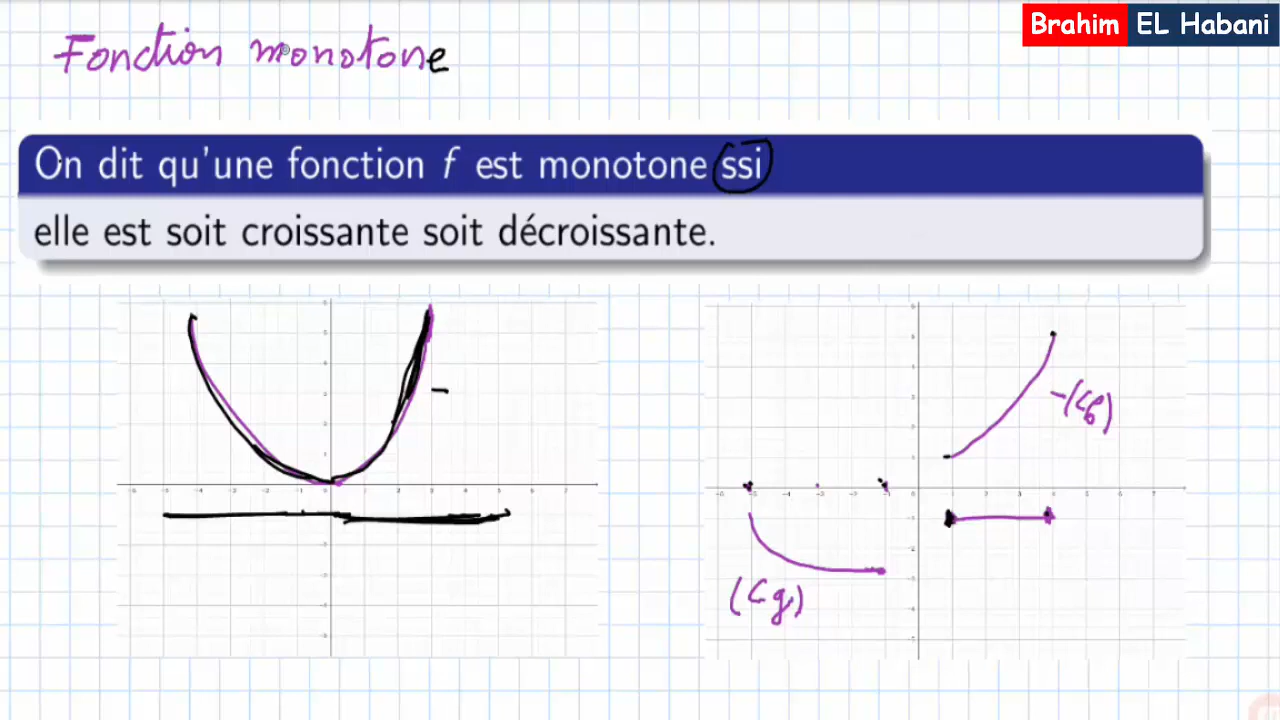 Brahim EL Habani
Fonction monotone
On dit qu'une fonction f est monotone ssi
elle est soit croissante soit décroissante.
(Cf)
(Cg)